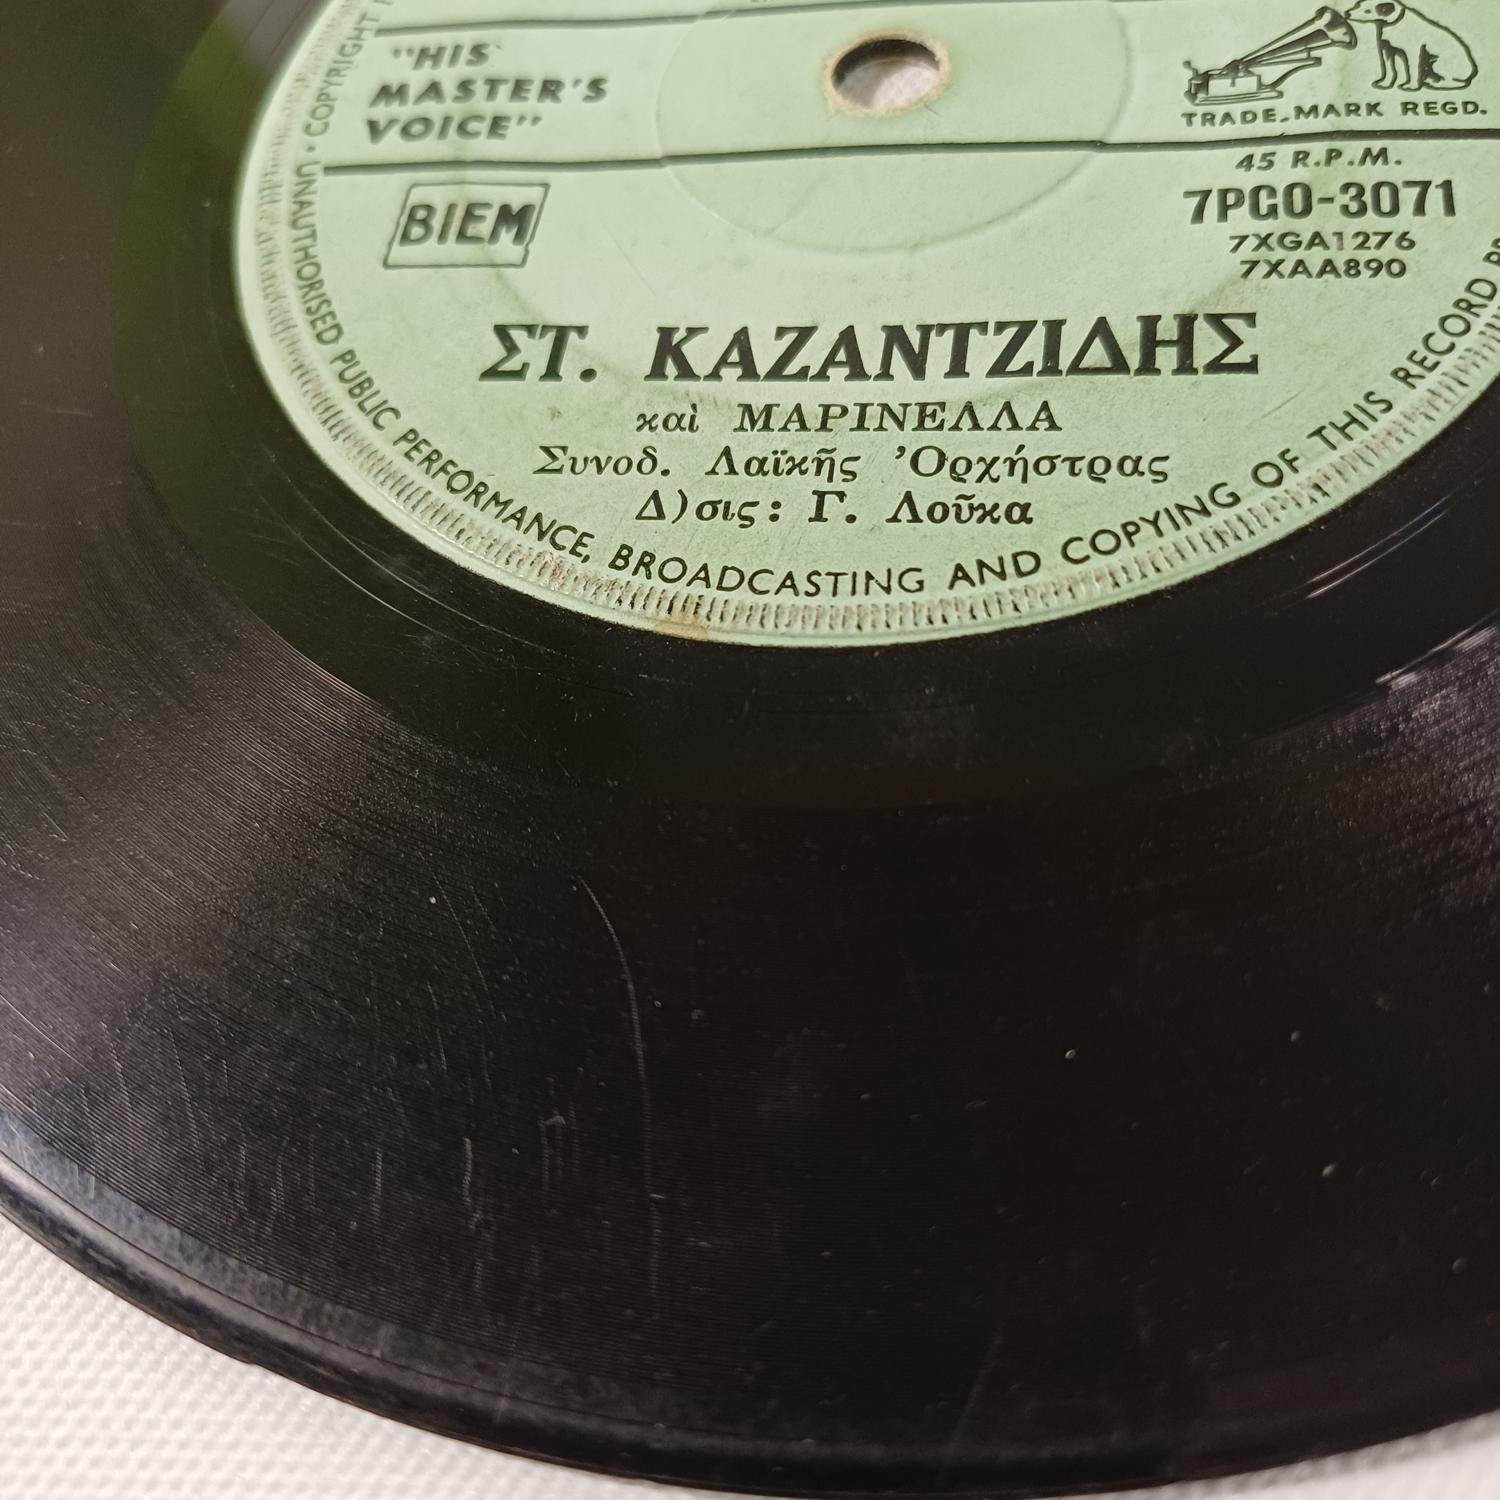 "HIS
MASTER'S
VOICE"
TRADE-MARK REGD.
BIEM
45 R.P.M.
7PGO-3071
7XGA1276
7XAA890
ΣΤ. ΚΑΖΑΝΤΖΙΔΗΣ
καὶ ΜΑΡΙΝΕΛΛΑ
Συνοδ. Λαϊκῆς Ὀρχήστρας
Δ)σις: Γ. Λοῦκα
COPYRIGHT • UNAUTHORISED PUBLIC PERFORMANCE, BROADCASTING AND COPYING OF THIS RECORD